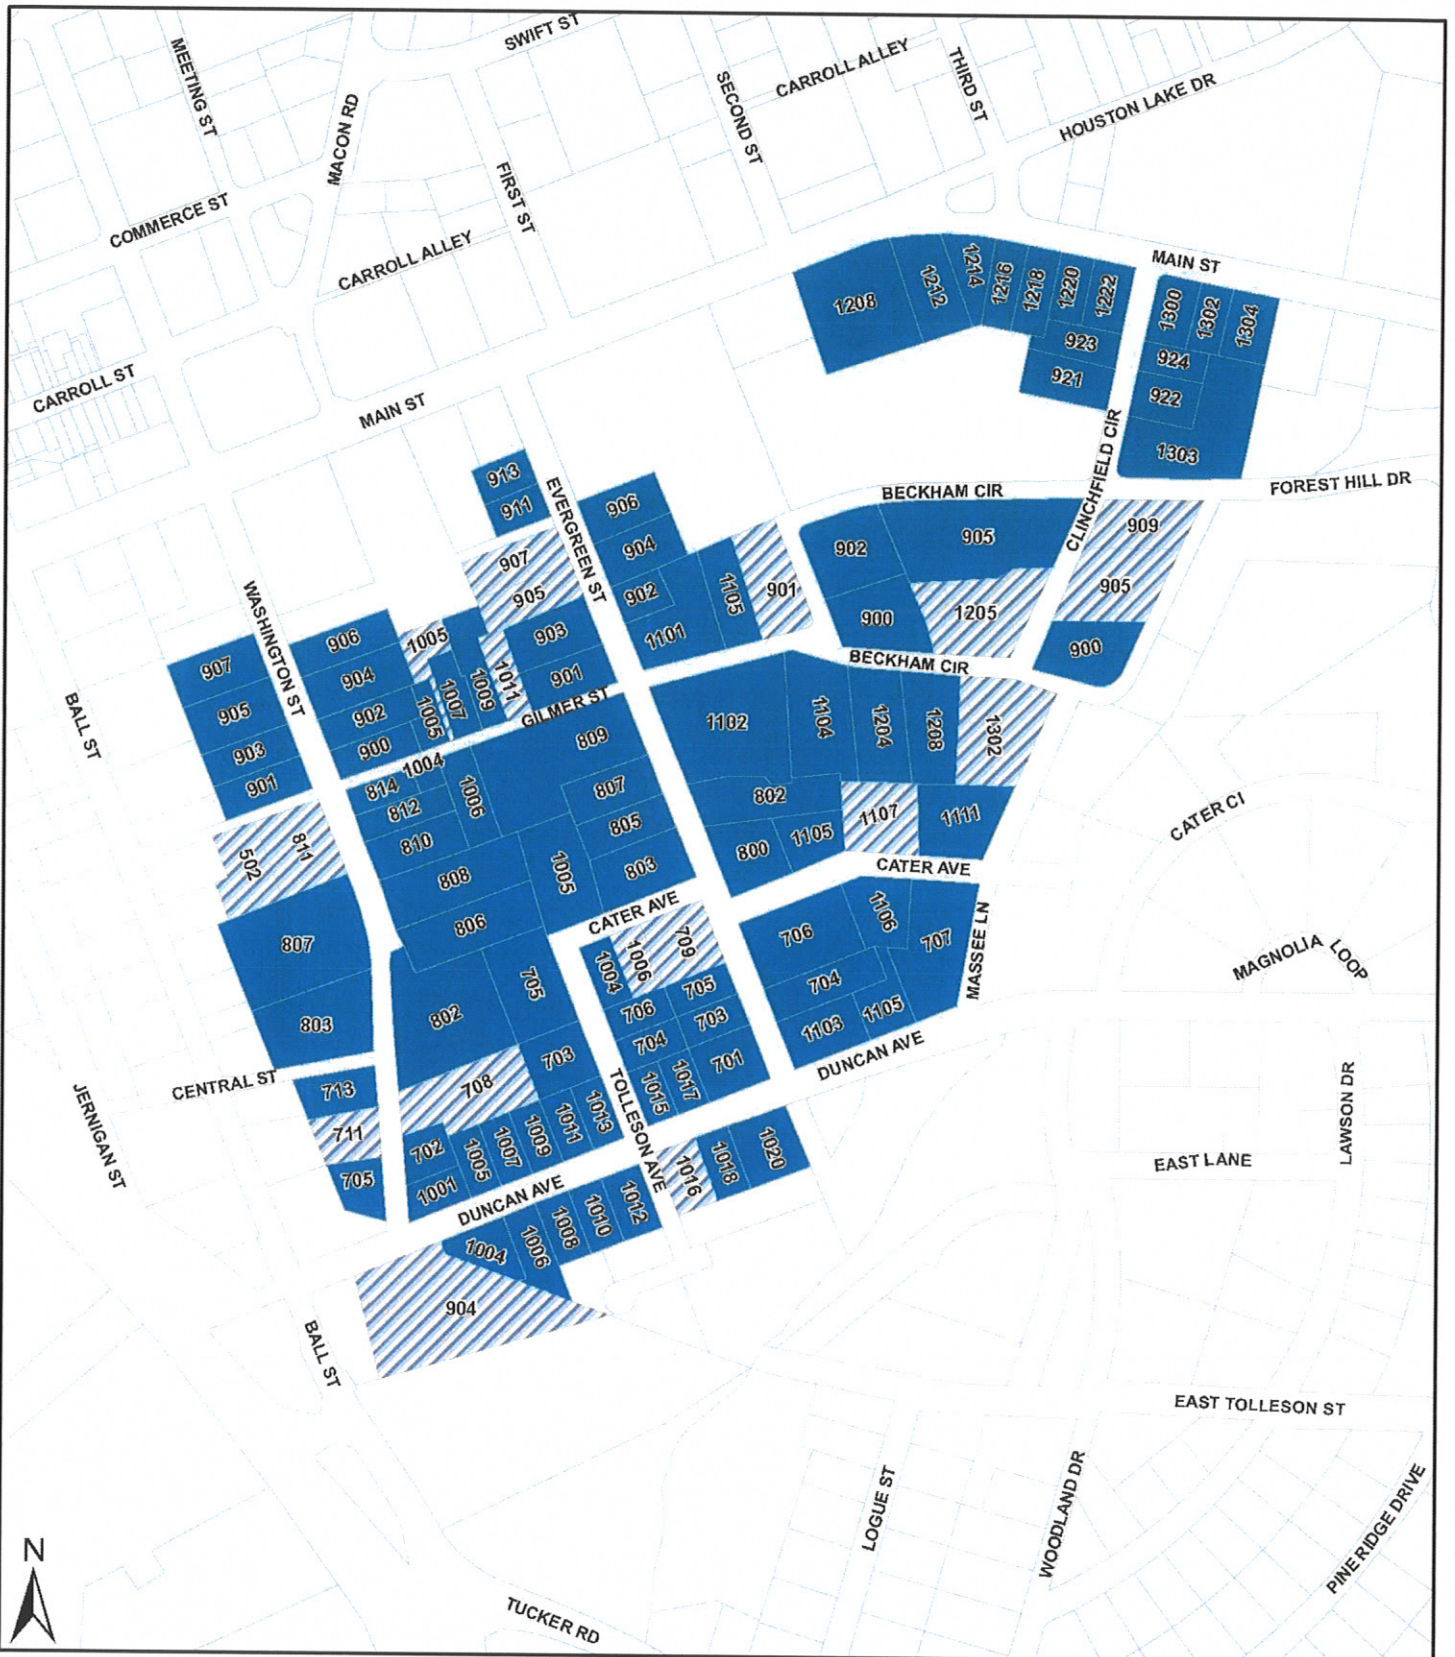 SWIFT ST
MEETING ST
MACON RD
SECOND ST
CARROLL ALLEY
THIRD ST
HOUSTON LAKE DR
FIRST ST
COMMERCE ST
CARROLL ALLEY
MAIN ST
CARROLL ST
MAIN ST
1208
1212
1214
1216
1218
1220
1222
923
921
1300
1302
1304
924
922
1303
CLINCHFIELD CIR
FOREST HILL DR
BECKHAM CIR
913
911
EVERGREEN ST
906
904
902
1101
1105
901
902
905
900
1205
909
905
900
BECKHAM CIR
907
905
903
901
1011
1009
1007
1005
1005
GILMER ST
WASHINGTON ST
906
904
902
900
907
905
903
901
BALL ST
502
811
807
803
CENTRAL ST
713
711
705
JERNIGAN ST
1004
814
812
810
808
806
1006
809
807
805
803
1005
CATER AVE
1102
1104
1204
1208
1302
802
800
1105
1107
1111
CATER AVE
CATER CI
706
1106
707
704
1103
1105
MASSEE LN
MAGNOLIA LOOP
DUNCAN AVE
802
705
703
708
702
1001
1005
1007
1009
1011
1013
1004
1006
709
706
705
704
703
1015
1017
701
TOLLESON AVE
DUNCAN AVE
1016
1018
1020
1004
1006
1008
1010
1012
904
BALL ST
LAWSON DR
EAST LANE
EAST TOLLESON ST
LOGUE ST
WOODLAND DR
PINE RIDGE DRIVE
TUCKER RD
N